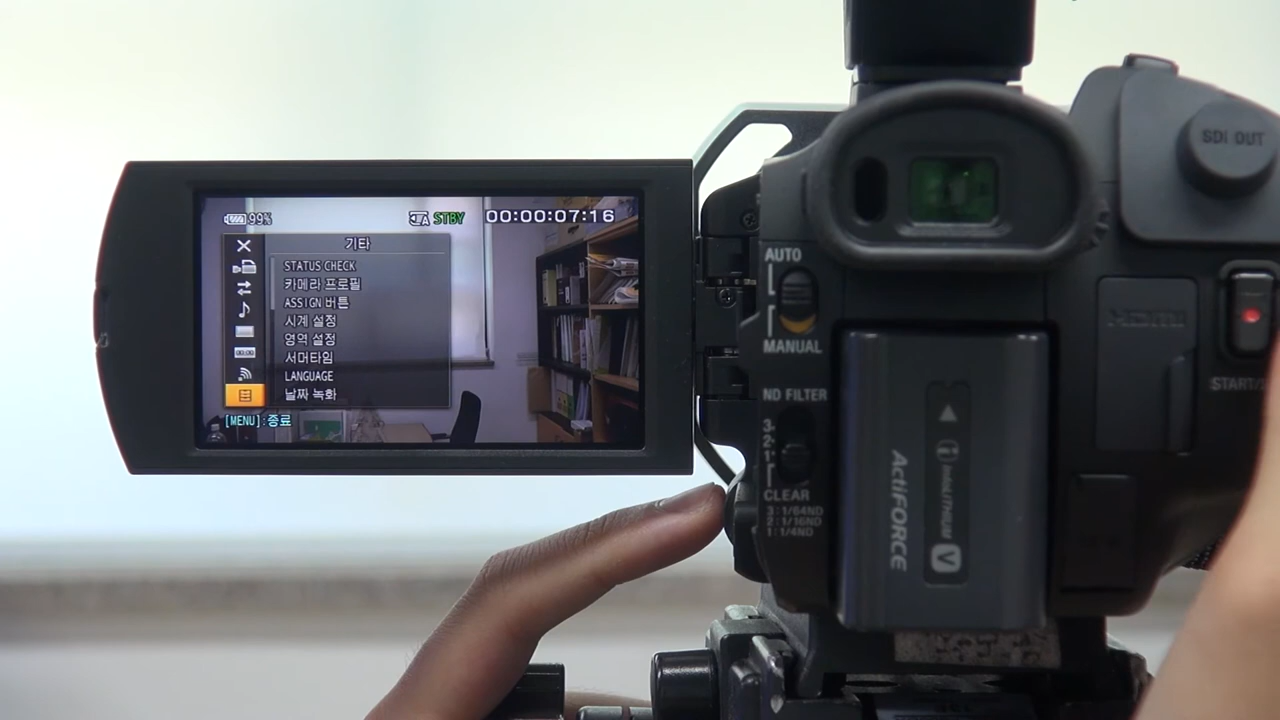 99%
A STBY 00:00:07:16
기타
STATUS CHECK
카메라 프로필
ASSIGN 버튼
시계 설정
영역 설정
서머타임
LANGUAGE
날짜 녹화
[MENU]:종료
AUTO
MANUAL
ND FILTER
3
2
1
CLEAR
3:1/64ND
2:1/16ND
1:1/4ND
ActiFORCE
InfoLITHIUM
V
SDI OUT
HDMI
START/